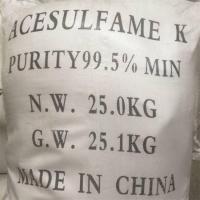 ACESULFAME K
PURITY99.5% MIN
N.W. 25.0KG
G.W. 25.1KG
MADE IN CHINA